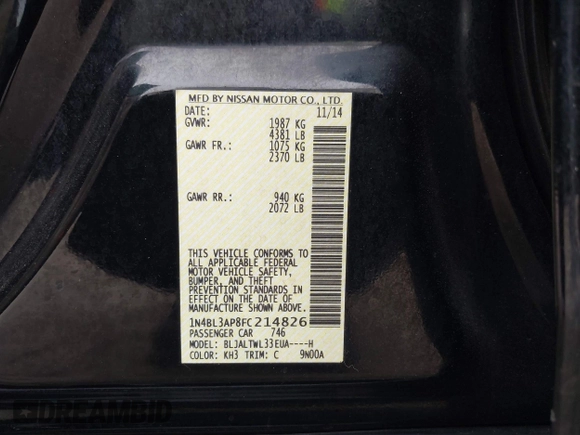 MFD BY NISSAN MOTOR CO., LTD.
DATE: 11/14
GVWR: 1987 KG
4381 LB
GAWR FR.: 1075 KG
2370 LB
GAWR RR.: 940 KG
2072 LB
THIS VEHICLE CONFORMS TO
ALL APPLICABLE FEDERAL
MOTOR VEHICLE SAFETY,
BUMPER, AND THEFT
PREVENTION STANDARDS IN
EFFECT ON THE DATE OF
MANUFACTURE SHOWN ABOVE.
1N4BL3AP8FC214826
PASSENGER CAR 746
MODEL: BLJALTWL33EUA----H
COLOR: KH3 TRIM: C 9N00A
DREAMBID